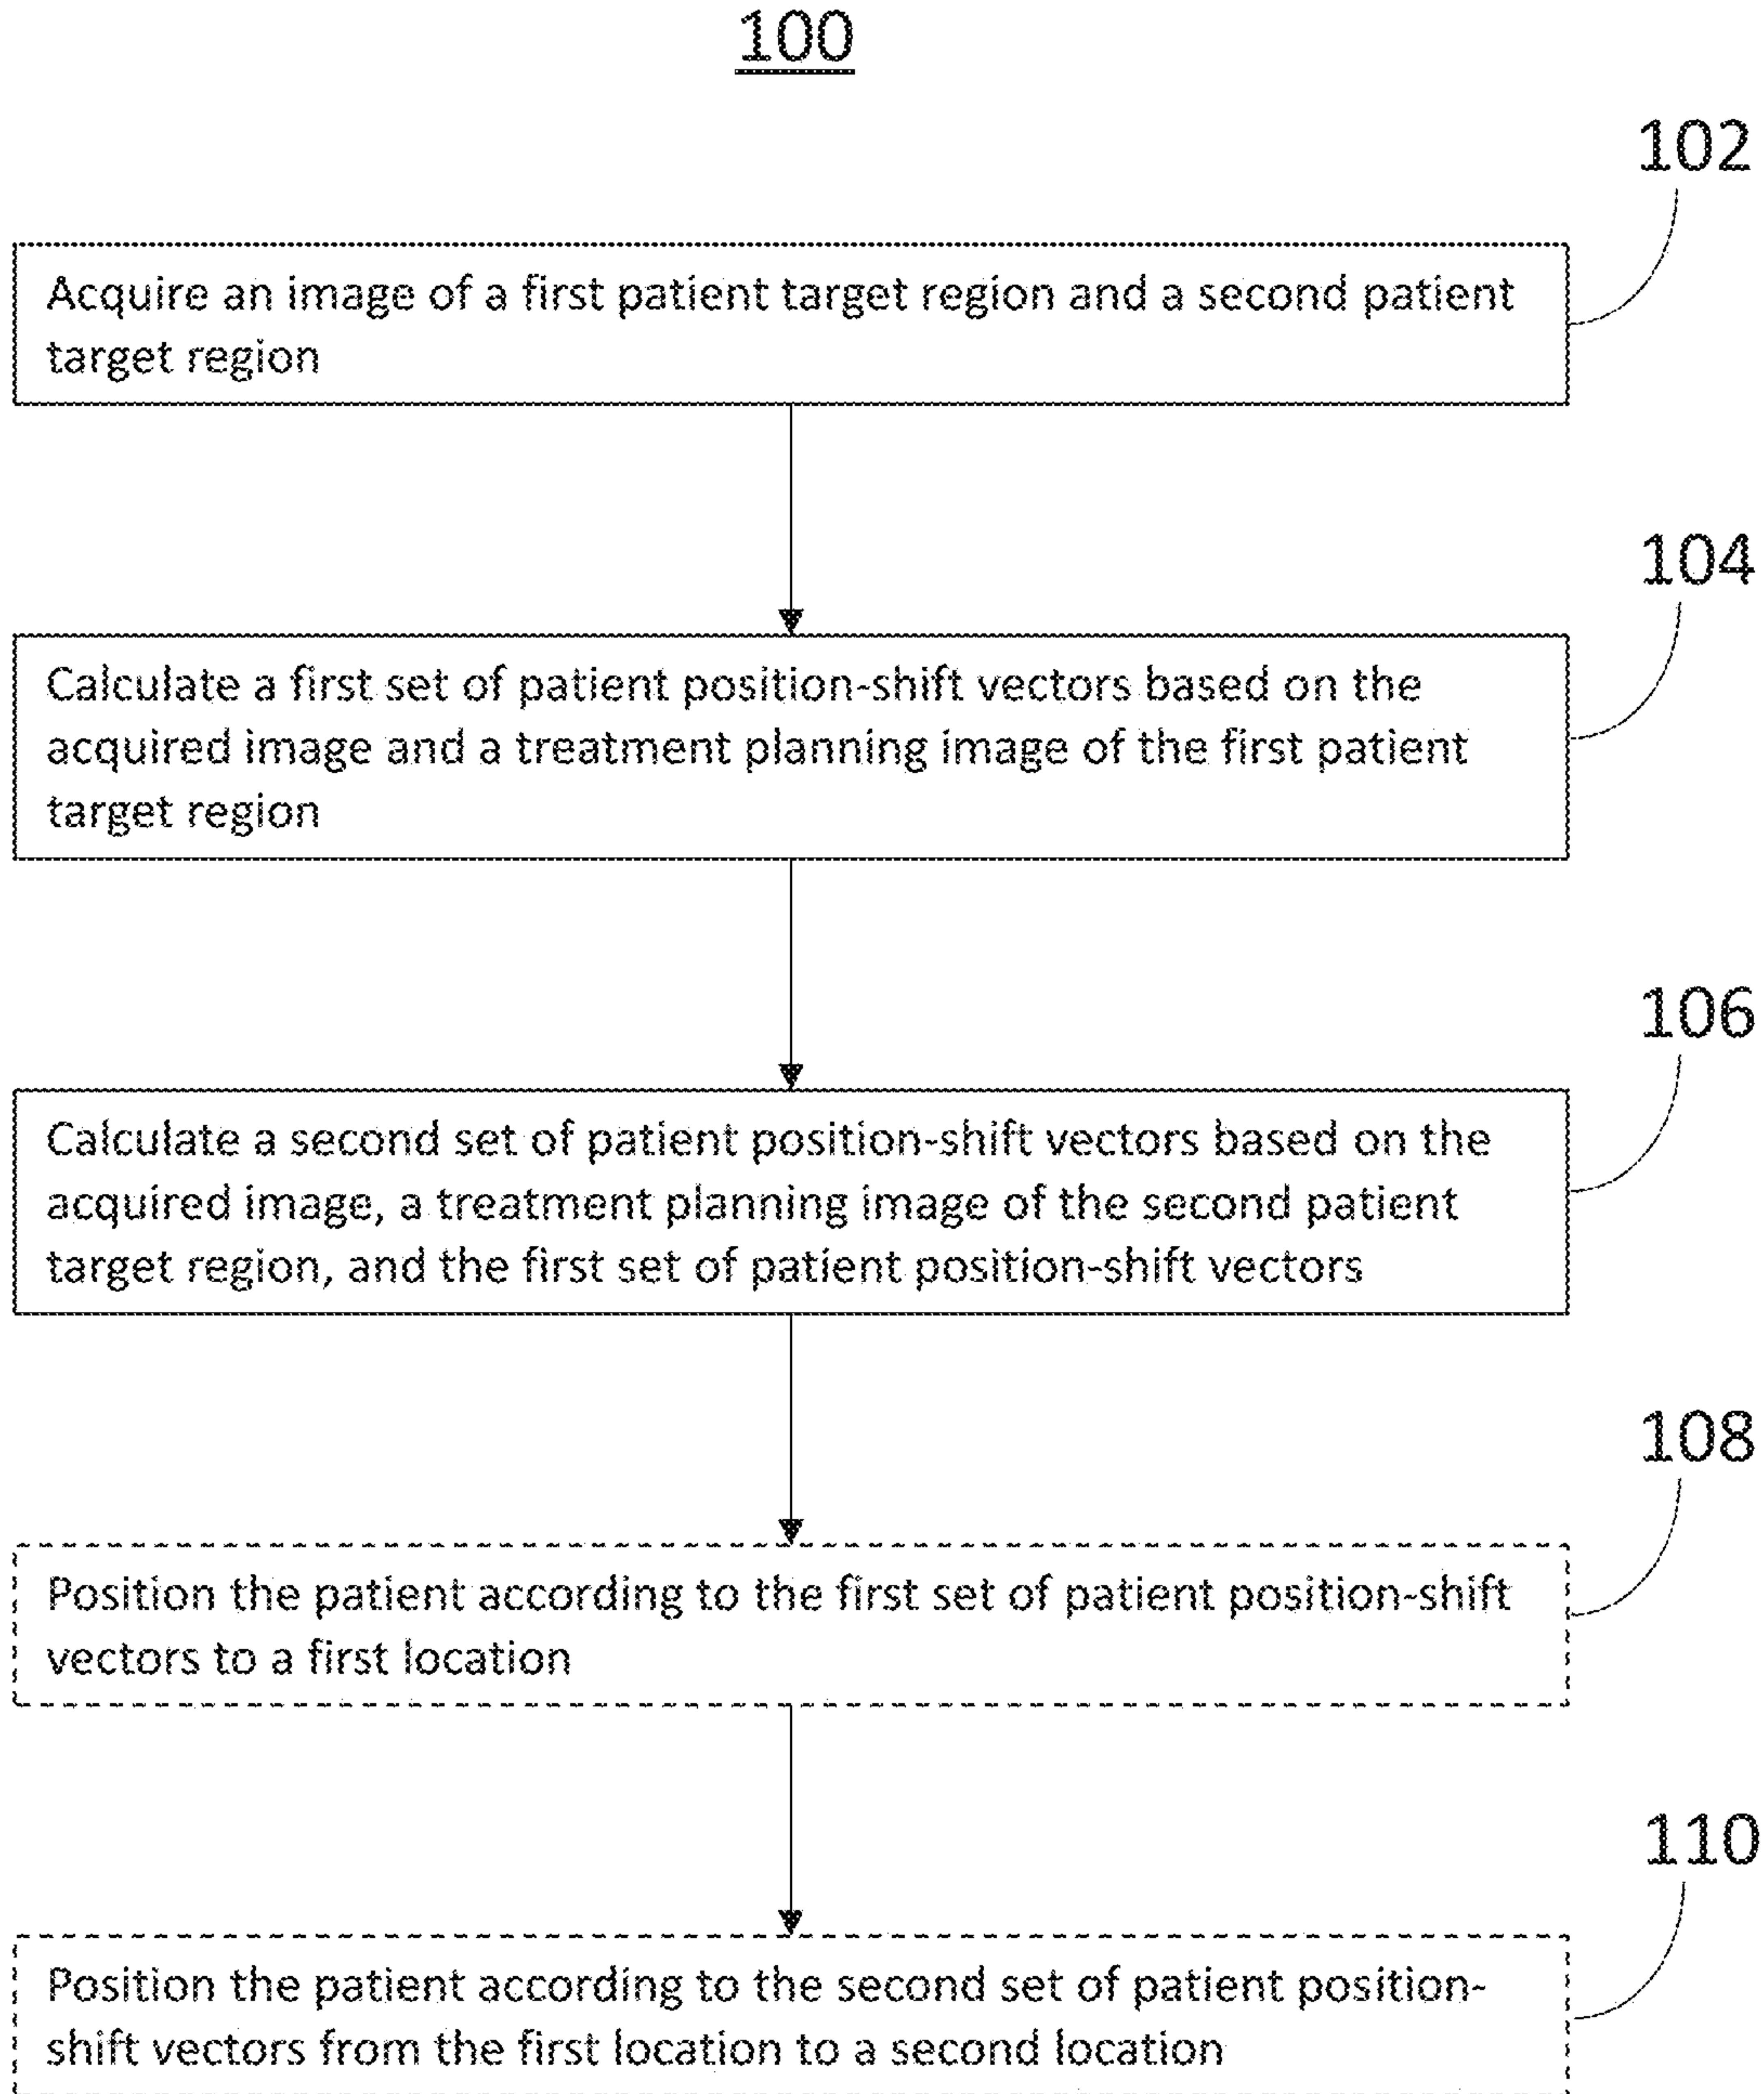 100
102
Acquire an image of a first patient target region and a second patient
target region
104
Calculate a first set of patient position-shift vectors based on the
acquired image and a treatment planning image of the first patient
target region
106
Calculate a second set of patient position-shift vectors based on the
acquired image, a treatment planning image of the second patient
target region, and the first set of patient position-shift vectors
108
Position the patient according to the first set of patient position-shift
vectors to a first location
110
Position the patient according to the second set of patient position-
shift vectors from the first location to a second location